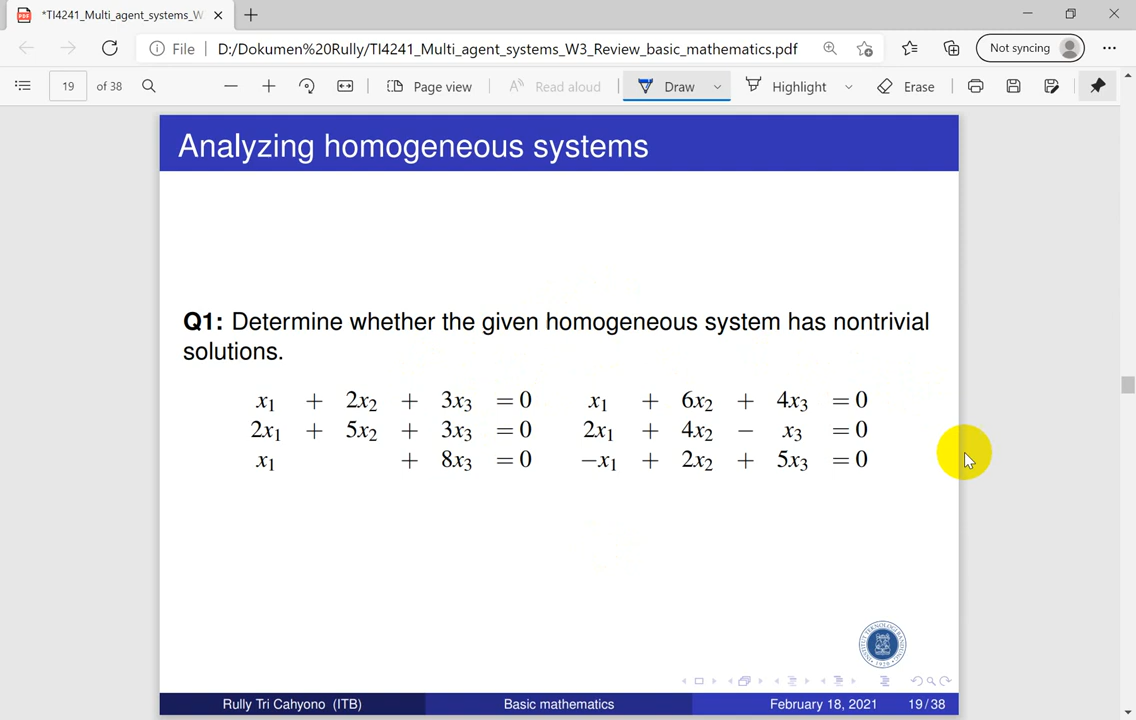 *TI4241_Multi_agent_systems_W
File D:/Dokumen%20Rully/TI4241_Multi_agent_systems_W3_Review_basic_mathematics.pdf Not syncing
19 of 38 Page view Read aloud Draw Highlight Erase
Analyzing homogeneous systems
Q1: Determine whether the given homogeneous system has nontrivial
solutions.
x₁ + 2x₂ + 3x₃ = 0 x₁ + 6x₂ + 4x₃ = 0
2x₁ + 5x₂ + 3x₃ = 0 2x₁ + 4x₂ − x₃ = 0
x₁ + 8x₃ = 0 −x₁ + 2x₂ + 5x₃ = 0
Rully Tri Cahyono (ITB) Basic mathematics February 18, 2021 19/38